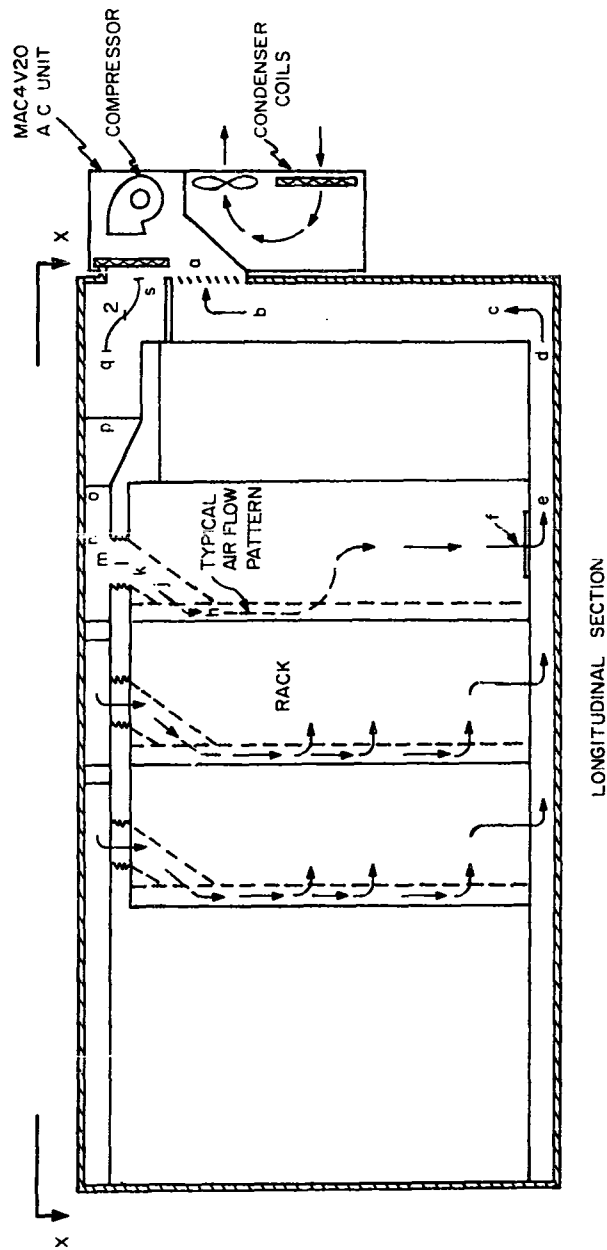 MAC4V20
A C UNIT
COMPRESSOR
CONDENSER
COILS
X
X
a
b
c
d
e
f
s
2
q
p
o
n
m
l
k
j
h
TYPICAL
AIR FLOW
PATTERN
RACK
LONGITUDINAL SECTION